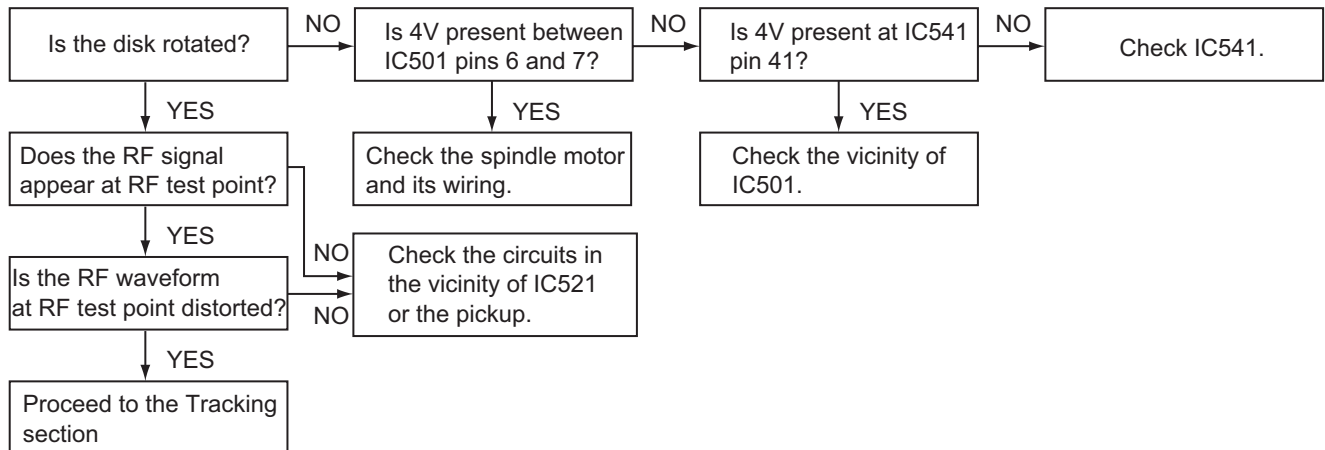 Is the disk rotated?
NO
Is 4V present between
IC501 pins 6 and 7?
NO
Is 4V present at IC541
pin 41?
NO
Check IC541.
YES
YES
YES
Does the RF signal
appear at RF test point?
Check the spindle motor
and its wiring.
Check the vicinity of
IC501.
YES
NO
Is the RF waveform
at RF test point distorted?
NO
Check the circuits in
the vicinity of IC521
or the pickup.
YES
Proceed to the Tracking
section